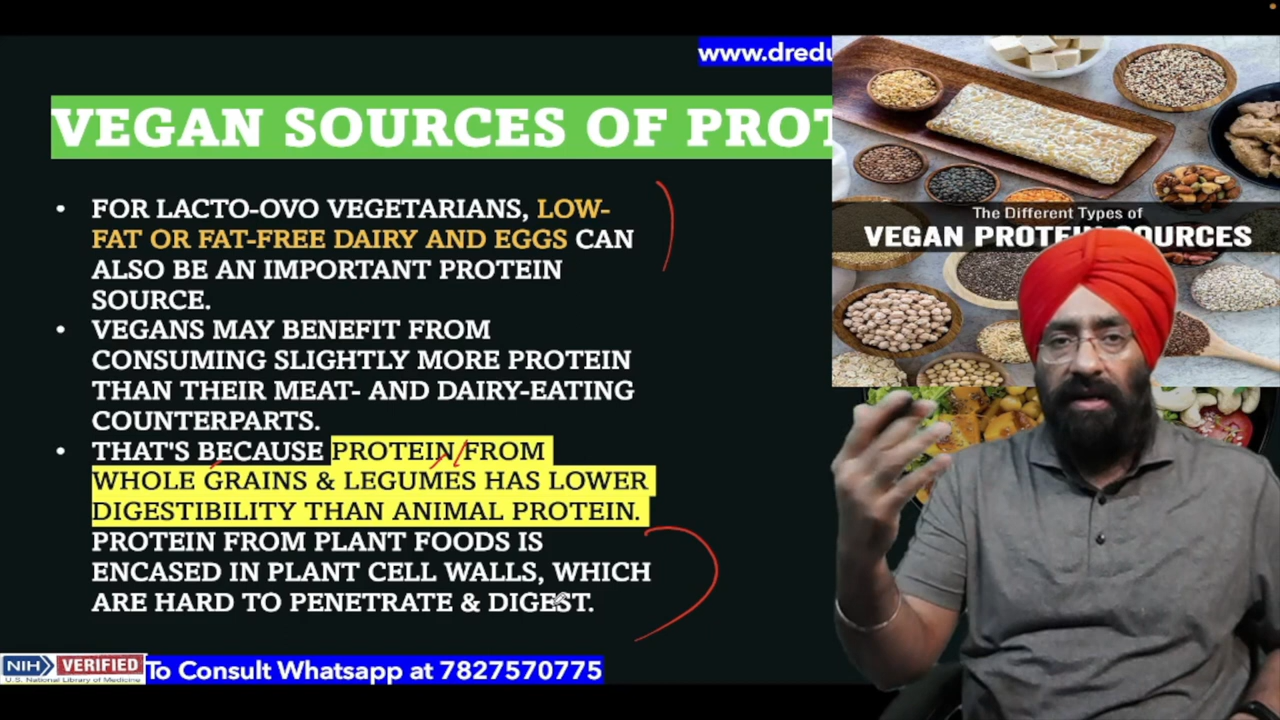 www.dredu
VEGAN SOURCES OF PROT
• FOR LACTO-OVO VEGETARIANS, LOW-
FAT OR FAT-FREE DAIRY AND EGGS CAN
ALSO BE AN IMPORTANT PROTEIN
SOURCE.
• VEGANS MAY BENEFIT FROM
CONSUMING SLIGHTLY MORE PROTEIN
THAN THEIR MEAT- AND DAIRY-EATING
COUNTERPARTS.
• THAT'S BECAUSE PROTEIN FROM
WHOLE GRAINS & LEGUMES HAS LOWER
DIGESTIBILITY THAN ANIMAL PROTEIN.
PROTEIN FROM PLANT FOODS IS
ENCASED IN PLANT CELL WALLS, WHICH
ARE HARD TO PENETRATE & DIGEST.
The Different Types of
VEGAN PROTEIN SOURCES
NIH VERIFIED
U.S. National Library of Medicine
To Consult Whatsapp at 7827570775